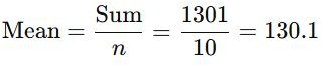 Mean = Sum / n = 1301 / 10 = 130.1